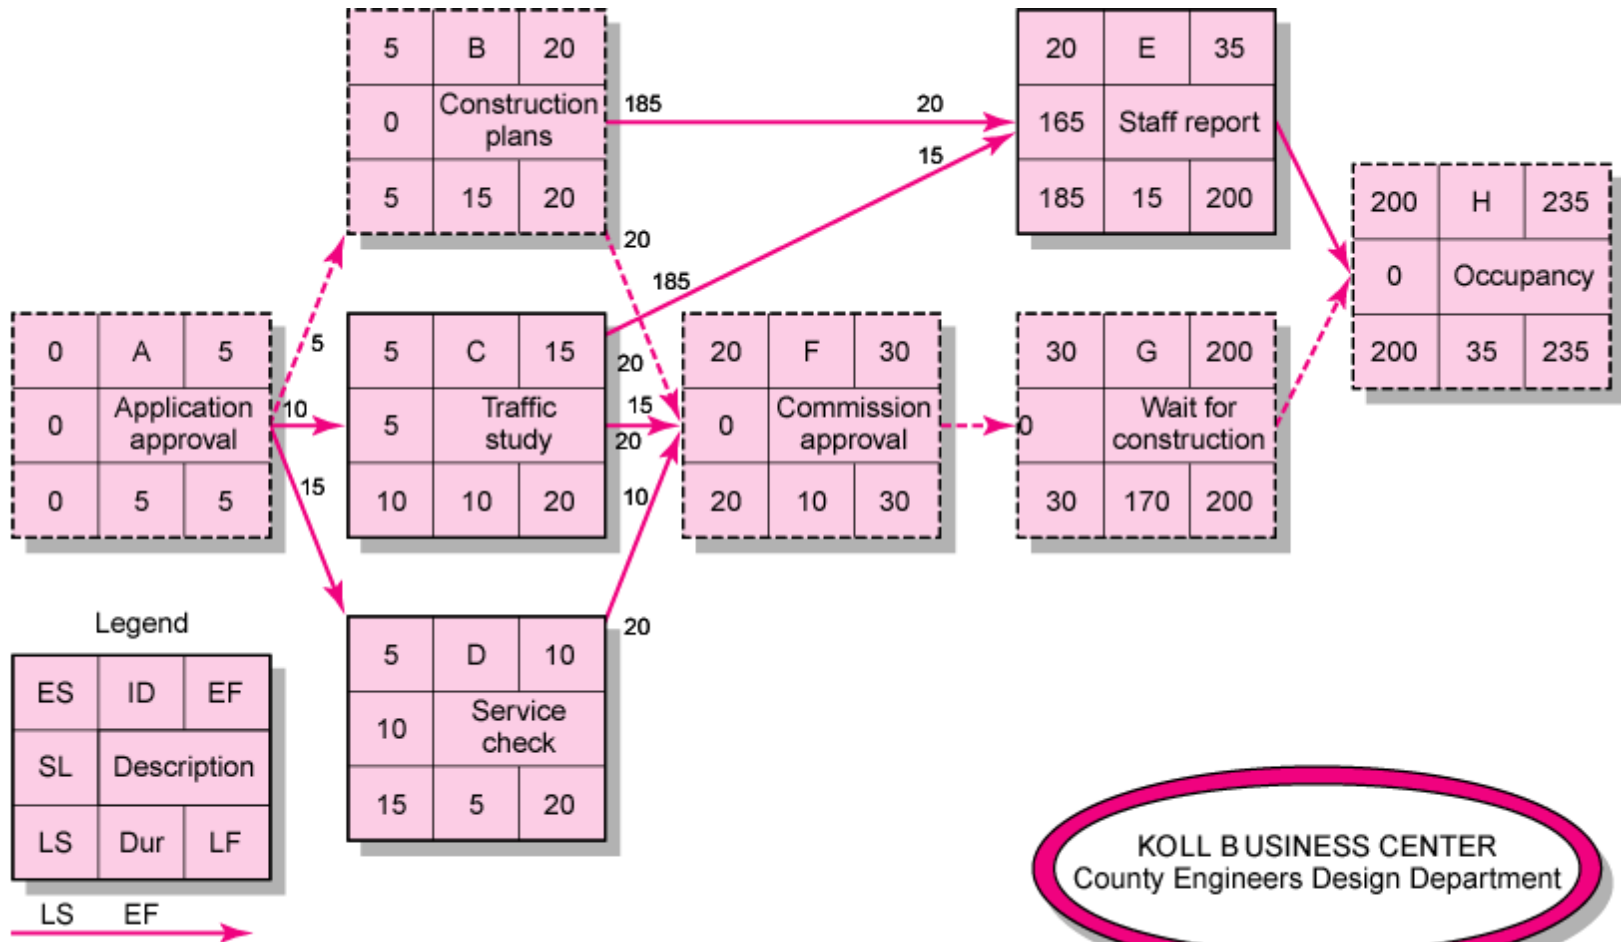 5 B 20
0 Construction
plans
5 15 20
20 E 35
165 Staff report
185 15 200
185 20
15
20
185
200 H 235
0 Occupancy
200 35 235
0 A 5
0 Application
approval
0 5 5
5
10
15
5 C 15
5 Traffic
study
10 10 20
20
15
20
10
20
20 F 30
0 Commission
approval
20 10 30
30 G 200
0 Wait for
construction
30 170 200
5 D 10
10 Service
check
15 5 20
Legend
ES ID EF
SL Description
LS Dur LF
LS EF
KOLL BUSINESS CENTER
County Engineers Design Department